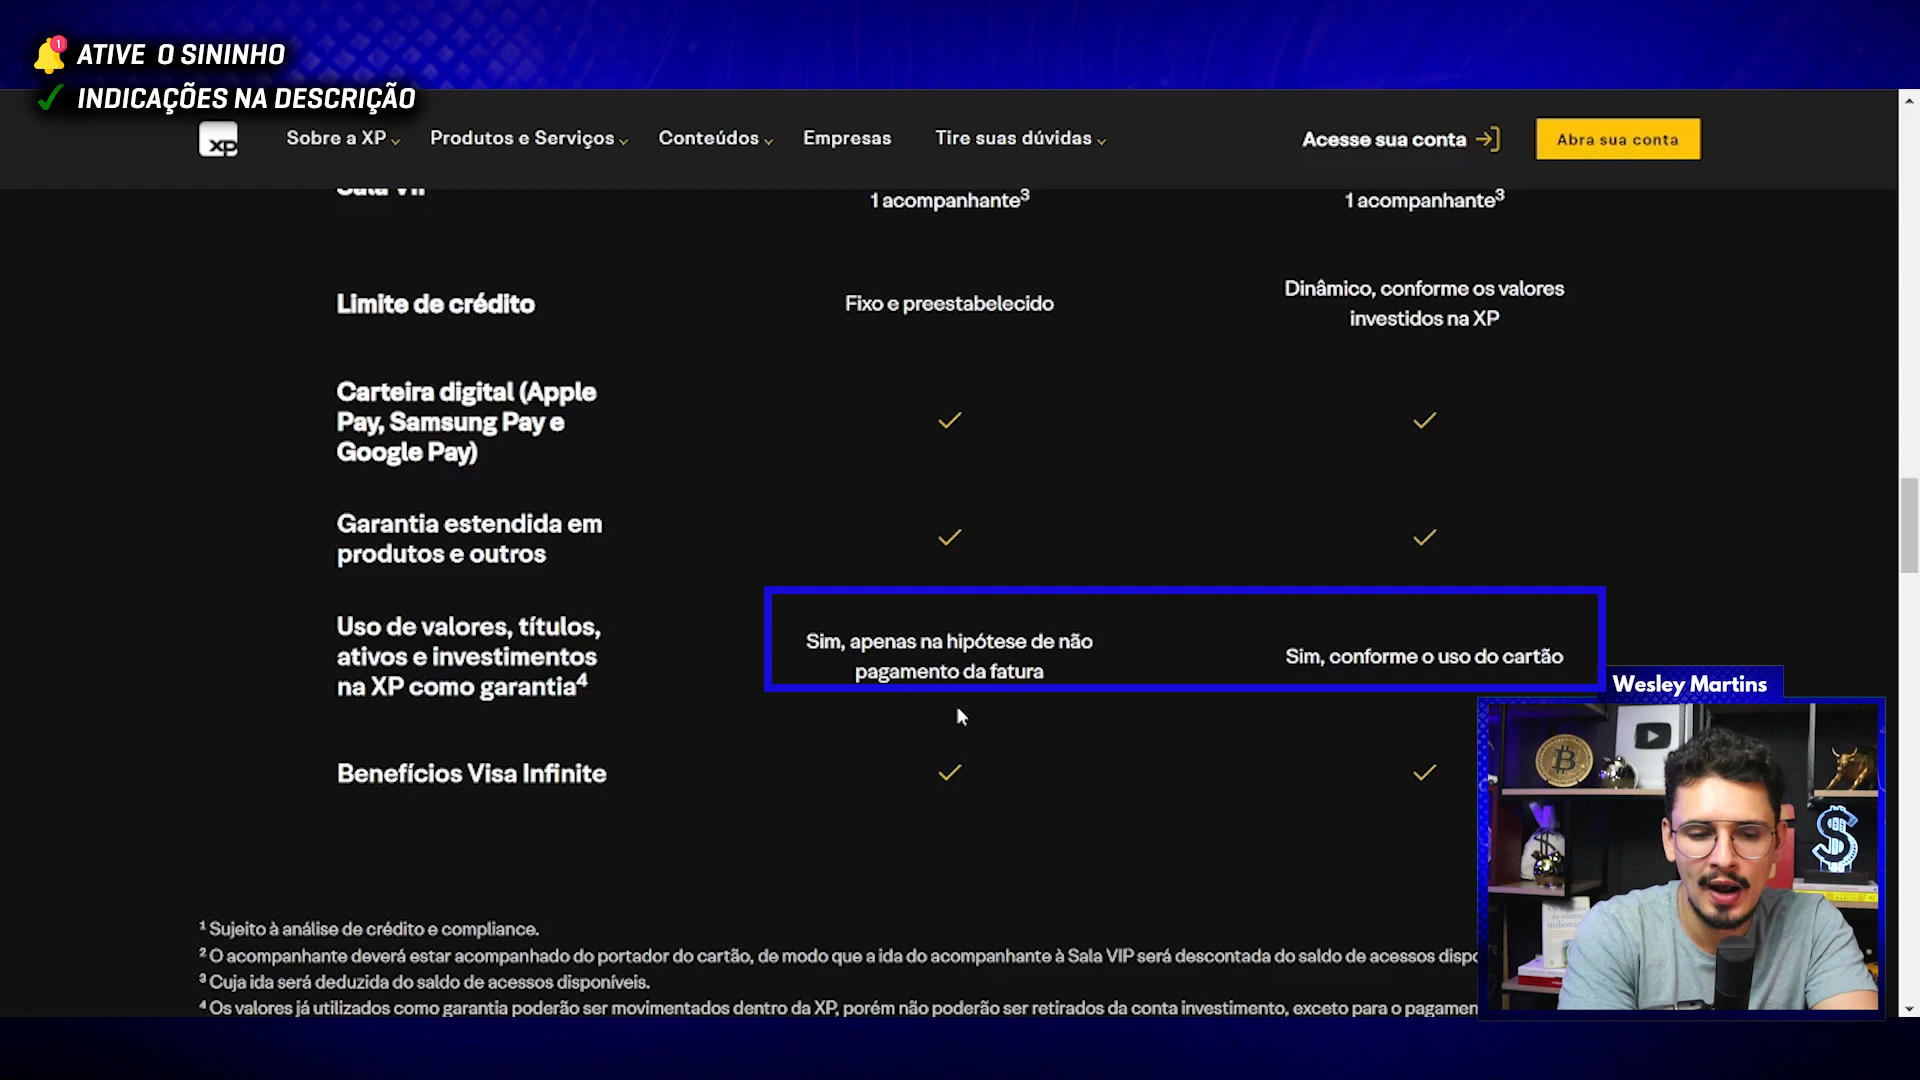 ATIVE O SININHO
INDICAÇÕES NA DESCRIÇÃO
xp
Sobre a XP
Produtos e Serviços
Conteúdos
Empresas
Tire suas dúvidas
Acesse sua conta
Abra sua conta
Sala VIP
1 acompanhante³
1 acompanhante³
Limite de crédito
Fixo e preestabelecido
Dinâmico, conforme os valores
investidos na XP
Carteira digital (Apple
Pay, Samsung Pay e
Google Pay)
Garantia estendida em
produtos e outros
Uso de valores, títulos,
ativos e investimentos
na XP como garantia⁴
Sim, apenas na hipótese de não
pagamento da fatura
Sim, conforme o uso do cartão
Wesley Martins
Benefícios Visa Infinite
¹ Sujeito à análise de crédito e compliance.
² O acompanhante deverá estar acompanhado do portador do cartão, de modo que a ida do acompanhante à Sala VIP será descontada do saldo de acessos dispo
³ Cuja ida será deduzida do saldo de acessos disponíveis.
⁴ Os valores já utilizados como garantia poderão ser movimentados dentro da XP, porém não poderão ser retirados da conta investimento, exceto para o pagamen